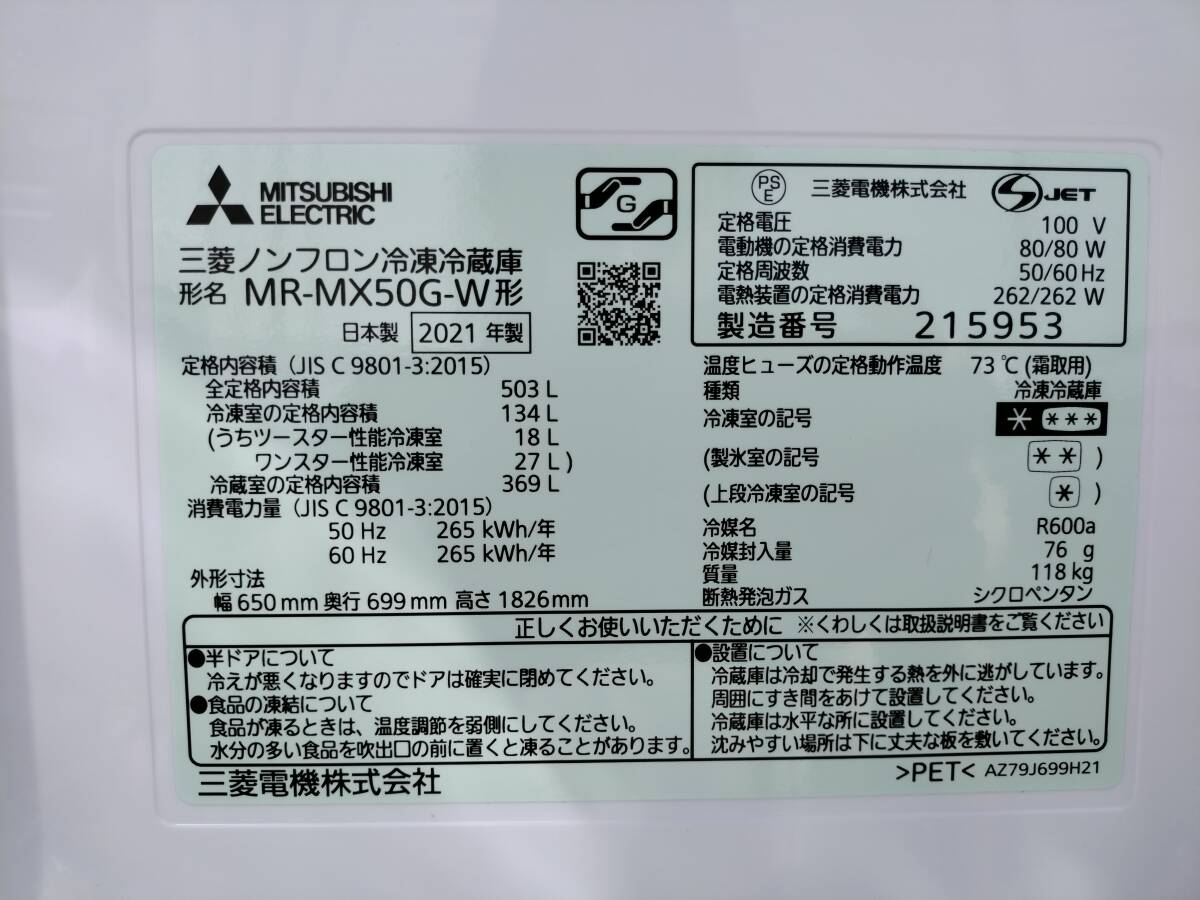 MITSUBISHI
ELECTRIC
G
三菱ノンフロン冷凍冷蔵庫
形名 MR-MX50G-W形
日本製 2021 年製
PS
E
三菱電機株式会社
S JET
定格電圧 100 V
電動機の定格消費電力 80/80 W
定格周波数 50/60 Hz
電熱装置の定格消費電力 262/262 W
製造番号 215953
定格内容積 (JIS C 9801-3:2015)
全定格内容積 503 L
冷凍室の定格内容積 134 L
(うちツースター性能冷凍室 18 L
ワンスター性能冷凍室 27 L )
冷蔵室の定格内容積 369 L
消費電力量 (JIS C 9801-3:2015)
50 Hz 265 kWh/年
60 Hz 265 kWh/年
外形寸法
幅 650 mm 奥行 699 mm 高さ 1826mm
温度ヒューズの定格動作温度 73 ℃ (霜取用)
種類 冷凍冷蔵庫
冷凍室の記号 * ***
(製氷室の記号 ** )
(上段冷凍室の記号 * )
冷媒名 R600a
冷媒封入量 76 g
質量 118 kg
断熱発泡ガス シクロペンタン
正しくお使いいただくために ※くわしくは取扱説明書をご覧ください
●半ドアについて
冷えが悪くなりますのでドアは確実に閉めてください。
●食品の凍結について
食品が凍るときは、温度調節を弱側にしてください。
水分の多い食品を吹出口の前に置くと凍ることがあります。
●設置について
冷蔵庫は冷却で発生する熱を外に逃がしています。
周囲にすき間をあけて設置してください。
冷蔵庫は水平な所に設置してください。
沈みやすい場所は下に丈夫な板を敷いてください。
三菱電機株式会社
>PET< AZ79J699H21